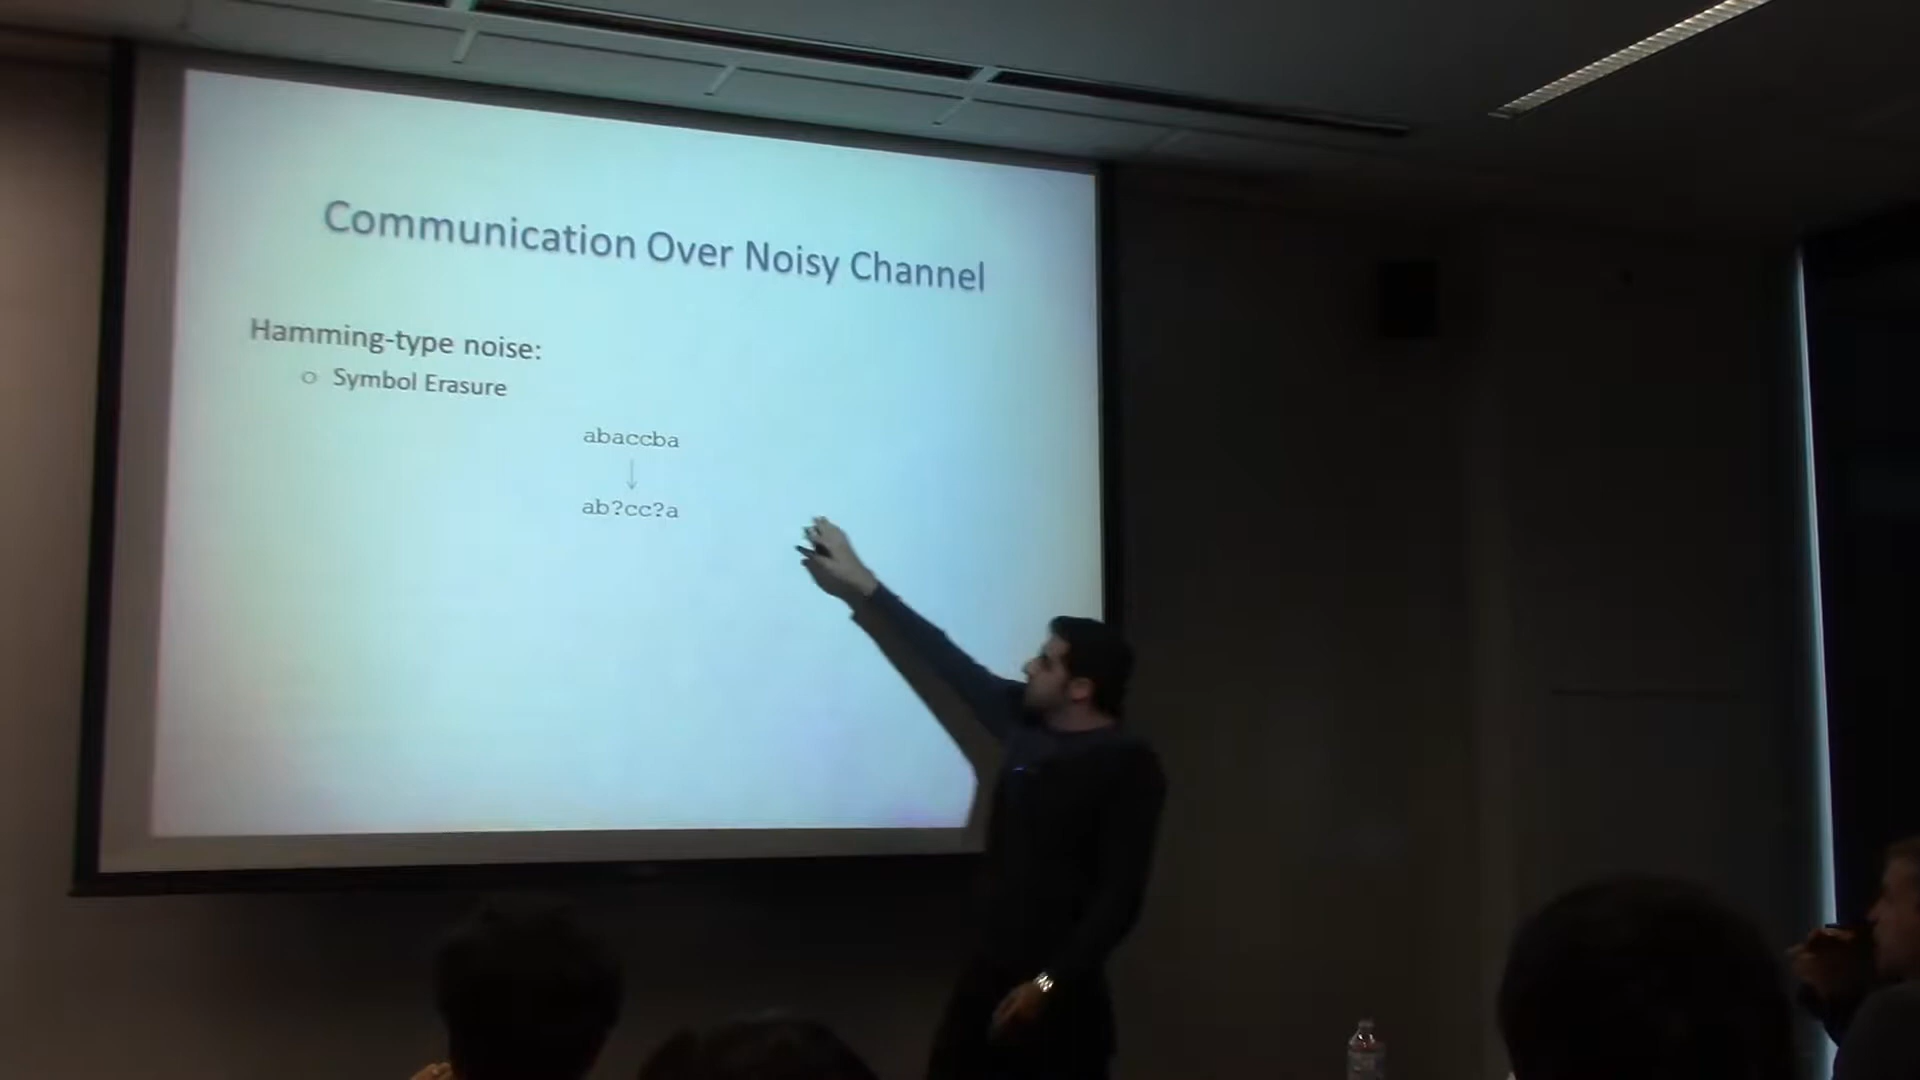 Communication Over Noisy Channel
Hamming-type noise:
○ Symbol Erasure
abaccba
↓
ab?cc?a